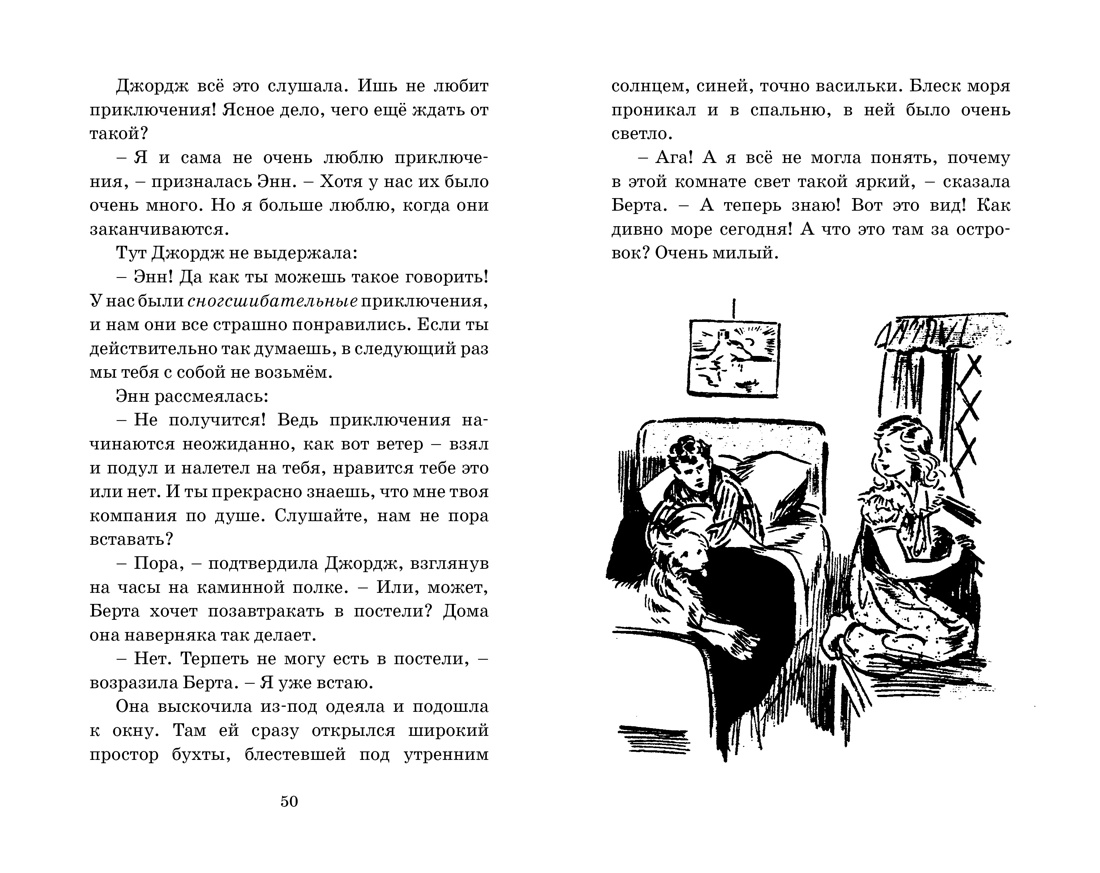 Джордж всё это слушала. Ишь не любит
приключения! Ясное дело, чего ещё ждать от
такой?
– Я и сама не очень люблю приключе-
ния, – призналась Энн. – Хотя у нас их было
очень много. Но я больше люблю, когда они
заканчиваются.
Тут Джордж не выдержала:
– Энн! Да как ты можешь такое говорить!
У нас были сногсшибательные приключения,
и нам они все страшно понравились. Если ты
действительно так думаешь, в следующий раз
мы тебя с собой не возьмём.
Энн рассмеялась:
– Не получится! Ведь приключения на-
чинаются неожиданно, как вот ветер – взял
и подул и налетел на тебя, нравится тебе это
или нет. И ты прекрасно знаешь, что мне твоя
компания по душе. Слушайте, нам не пора
вставать?
– Пора, – подтвердила Джордж, взглянув
на часы на каминной полке. – Или, может,
Берта хочет позавтракать в постели? Дома
она наверняка так делает.
– Нет. Терпеть не могу есть в постели, –
возразила Берта. – Я уже встаю.
Она выскочила из-под одеяла и подошла
к окну. Там ей сразу открылся широкий
простор бухты, блестевшей под утренним
50
солнцем, синей, точно васильки. Блеск моря
проникал и в спальню, в ней было очень
светло.
– Ага! А я всё не могла понять, почему
в этой комнате свет такой яркий, – сказала
Берта. – А теперь знаю! Вот это вид! Как
дивно море сегодня! А что это там за остро-
вок? Очень милый.